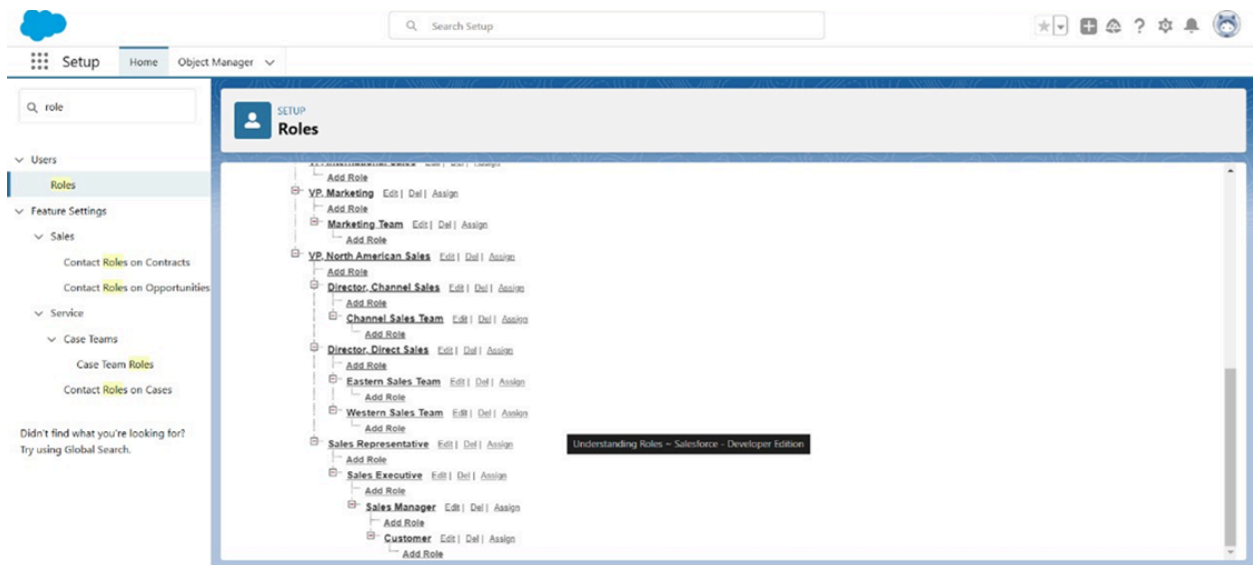 Search Setup
Setup Home Object Manager
role
SETUP
Roles
Users
Roles
Feature Settings
Sales
Contact Roles on Contracts
Contact Roles on Opportunities
Service
Case Teams
Case Team Roles
Contact Roles on Cases
Didn't find what you're looking for?
Try using Global Search.
VP, International Sales Edit | Del | Assign
Add Role
VP, Marketing Edit | Del | Assign
Add Role
Marketing Team Edit | Del | Assign
Add Role
VP, North American Sales Edit | Del | Assign
Add Role
Director, Channel Sales Edit | Del | Assign
Add Role
Channel Sales Team Edit | Del | Assign
Add Role
Director, Direct Sales Edit | Del | Assign
Add Role
Eastern Sales Team Edit | Del | Assign
Add Role
Western Sales Team Edit | Del | Assign
Add Role
Sales Representative Edit | Del | Assign
Understanding Roles ~ Salesforce - Developer Edition
Add Role
Sales Executive Edit | Del | Assign
Add Role
Sales Manager Edit | Del | Assign
Add Role
Customer Edit | Del | Assign
Add Role